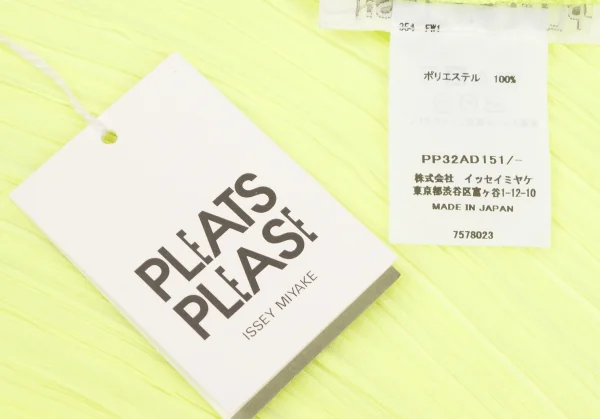 PLEATS
PLEASE
ISSEY MIYAKE
354 FW1
ポリエステル 100%
PP32AD151/-
株式会社 イッセイミヤケ
東京都渋谷区富ヶ谷1-12-10
MADE IN JAPAN
7578023